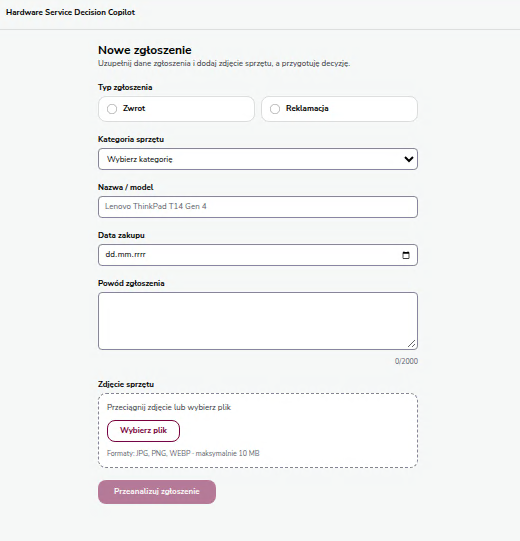 Hardware Service Decision Copilot
Nowe zgłoszenie
Uzupełnij dane zgłoszenia i dodaj zdjęcie sprzętu, a przygotuję decyzję.
Typ zgłoszenia
Zwrot
Reklamacja
Kategoria sprzętu
Wybierz kategorię
Nazwa / model
Lenovo ThinkPad T14 Gen 4
Data zakupu
dd.mm.rrrr
Powód zgłoszenia
0/2000
Zdjęcie sprzętu
Przeciągnij zdjęcie lub wybierz plik
Wybierz plik
Formaty: JPG, PNG, WEBP · maksymalnie 10 MB
Przeanalizuj zgłoszenie